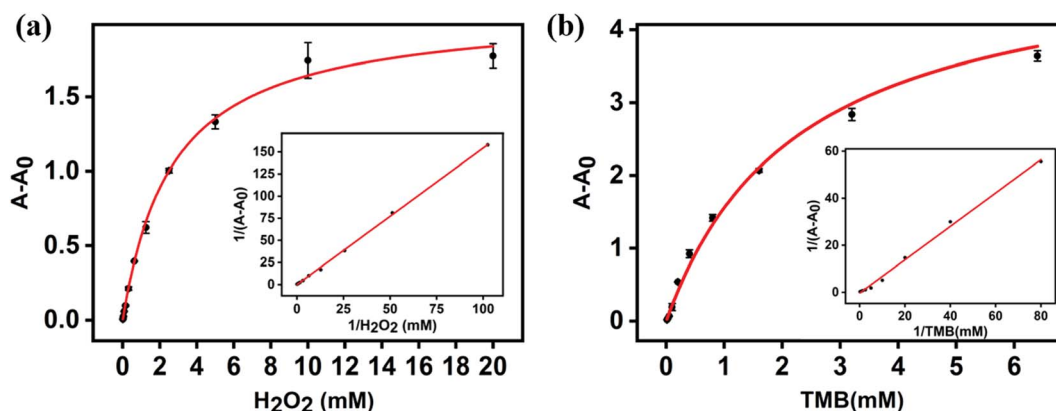 (a)
A-A₀
1.5
1.0
0.5
0.0
0 2 4 6 8 10 12 14 16 18 20
H₂O₂ (mM)
1/(A-A₀)
150
125
100
75
50
25
0
0 25 50 75 100
1/H₂O₂ (mM)
(b)
A-A₀
4
3
2
1
0
0 1 2 3 4 5 6
TMB(mM)
1/(A-A₀)
60
40
20
0
0 20 40 60 80
1/TMB(mM)